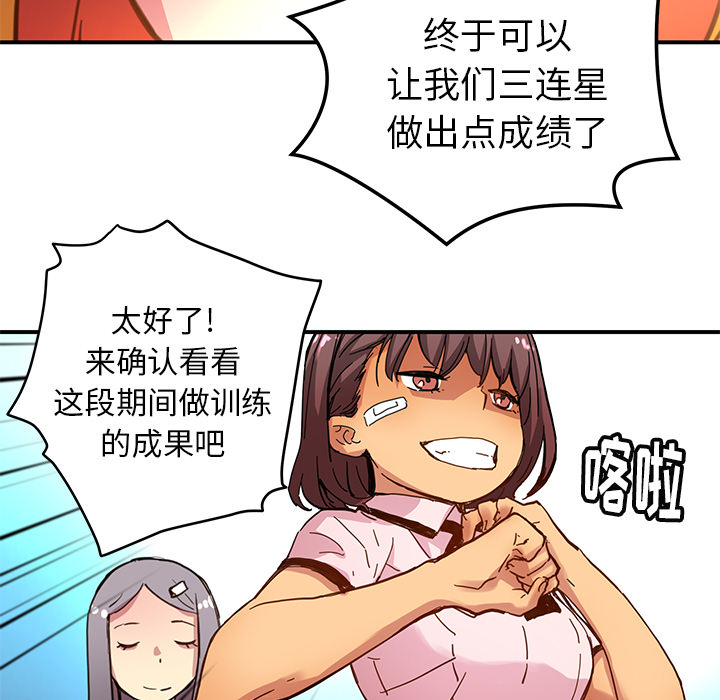 终于可以
让我们三连星
做出点成绩了
太好了!
来确认看看
这段期间做训练
的成果吧
喀啦